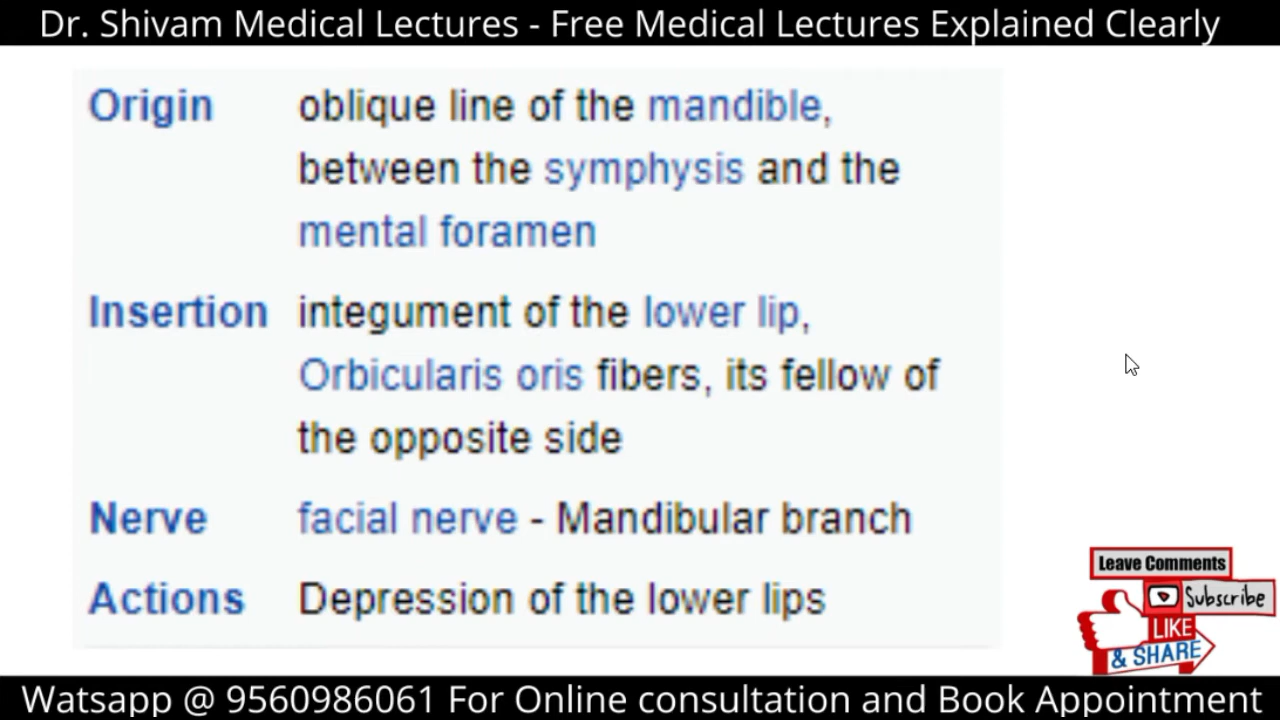 Dr. Shivam Medical Lectures - Free Medical Lectures Explained Clearly
Origin oblique line of the mandible,
between the symphysis and the
mental foramen
Insertion integument of the lower lip,
Orbicularis oris fibers, its fellow of
the opposite side
Nerve facial nerve - Mandibular branch
Actions Depression of the lower lips
Leave Comments
Subscribe
LIKE
& SHARE
Watsapp @ 9560986061 For Online consultation and Book Appointment